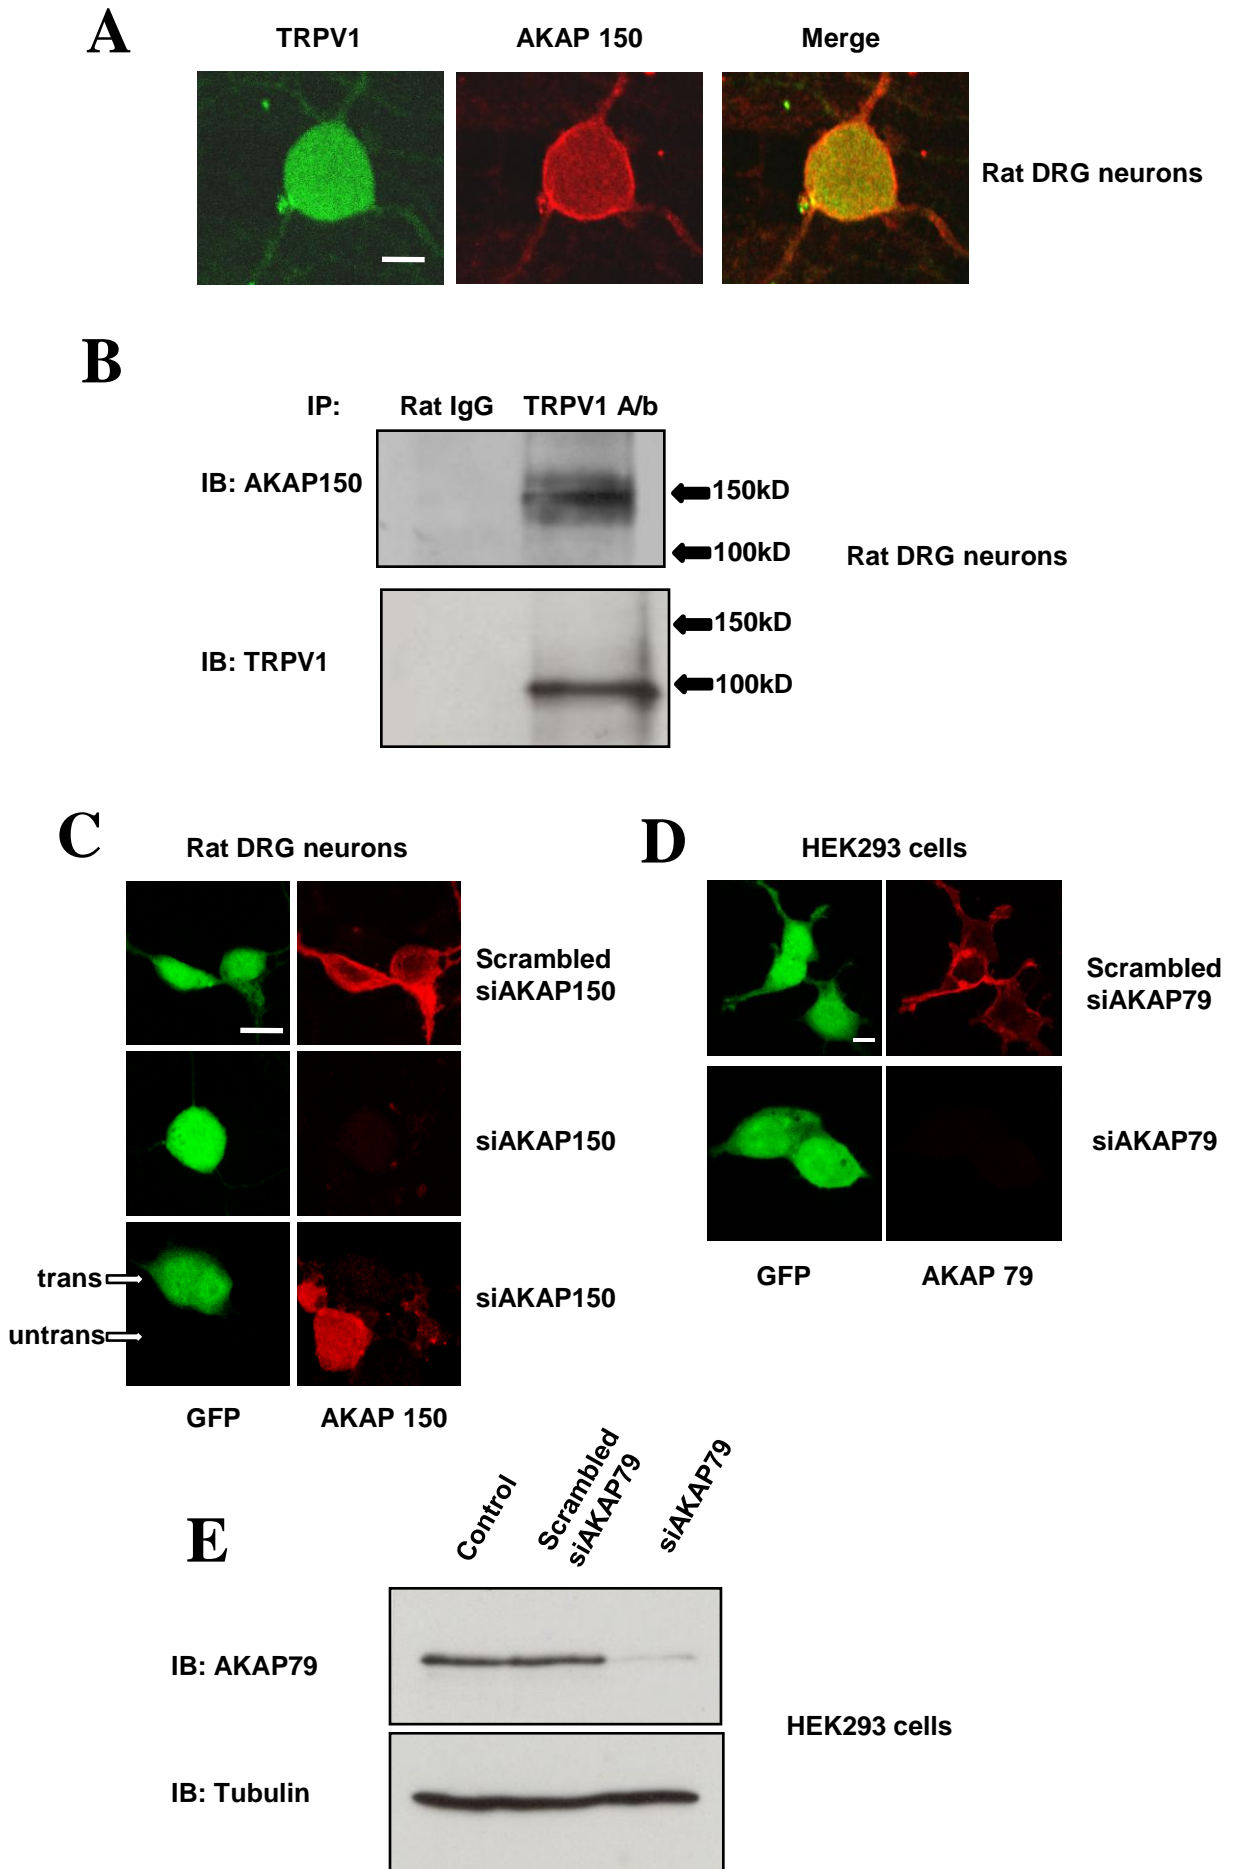 A
TRPV1 AKAP 150 Merge
Rat DRG neurons
B
IP: Rat IgG TRPV1 A/b
IB: AKAP150
150kD
100kD
Rat DRG neurons
150kD
IB: TRPV1
100kD
C
Rat DRG neurons
Scrambled
siAKAP150
siAKAP150
trans
untrans
siAKAP150
GFP AKAP 150
D
HEK293 cells
Scrambled
siAKAP79
siAKAP79
GFP AKAP 79
E
Control
Scrambled
siAKAP79
siAKAP79
IB: AKAP79
HEK293 cells
IB: Tubulin